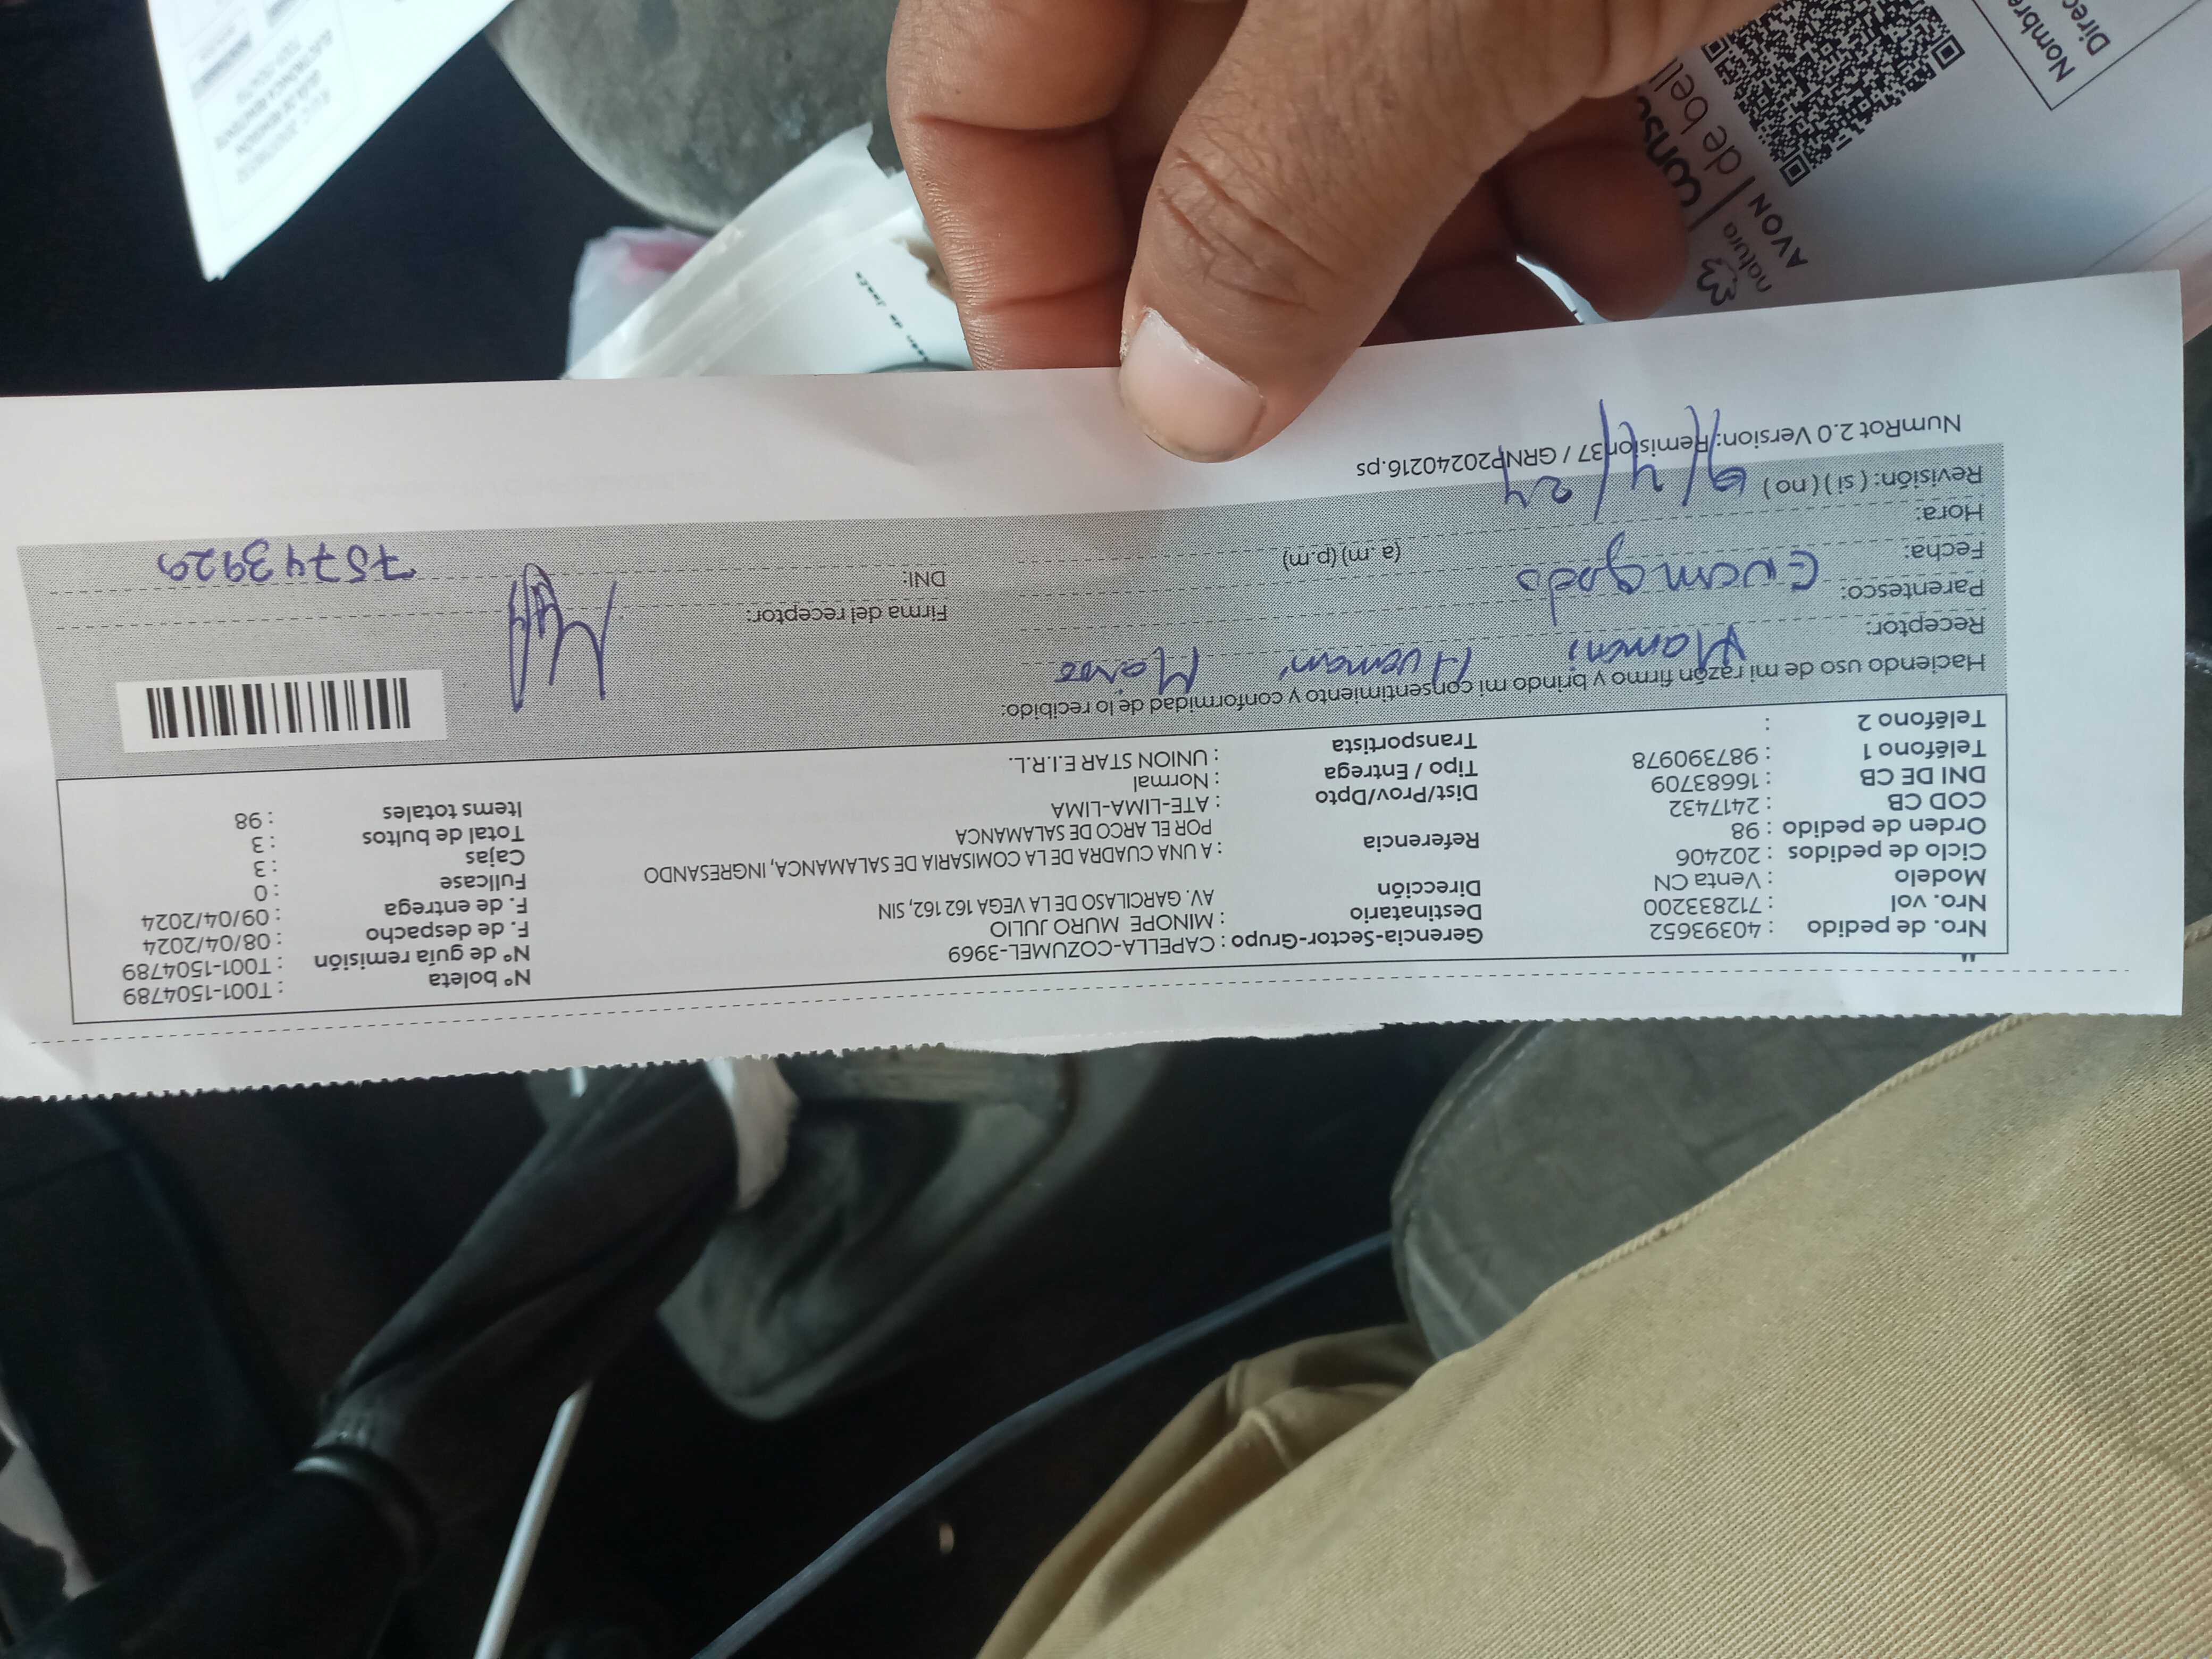 Nro. de pedido : 40393652
Nro. vol : 712833200
Modelo : Venta CN
Ciclo de pedidos : 202406
Orden de pedido : 98
COD CB : 2417432
DNI DE CB : 16683709
Teléfono 1 : 987390978
Teléfono 2 :
Gerencia-Sector-Grupo : CAPELLA-COZUMEL-3969
Destinatario : MINOPE MURO JULIO
Dirección AV. GARCILASO DE LA VEGA 162 162, SIN
Referencia : A UNA CUADRA DE LA COMISARIA DE SALAMANCA, INGRESANDO
POR EL ARCO DE SALAMANCA
Dist/Prov/Dpto : ATE-LIMA-LIMA
Tipo / Entrega : Normal
Transportista : UNION STAR E.I.R.L.
N° boleta : T001-1504789
N° de guía remisión : T001-1504789
F. de despacho : 08/04/2024
F. de entrega : 09/04/2024
Fullcase : 0
Cajas : 3
Total de bultos : 3
Items totales : 98
Haciendo uso de mi razón firmo y brindo mi consentimiento y conformidad de lo recibido:
Receptor: Mamani Huaman Mario
Parentesco: Encargado
Fecha: 9/4/24
Hora: (a.m) (p.m)
Revisión: (si) (no)
Firma del receptor:
DNI: 75743929
NumRot 2.0 Version: Remision37 / GRNP20240216.ps
natura
AVON
de bell
Nombre
Direc